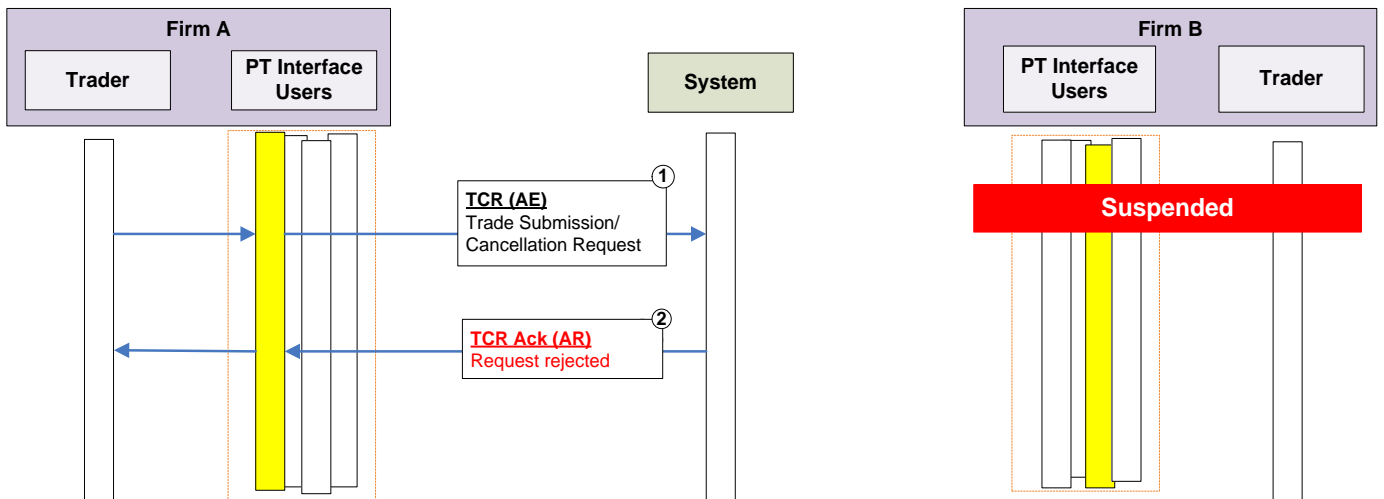 Firm A
Trader
PT Interface
Users
System
Firm B
PT Interface
Users
Trader
1
TCR (AE)
Trade Submission/
Cancellation Request
Suspended
2
TCR Ack (AR)
Request rejected